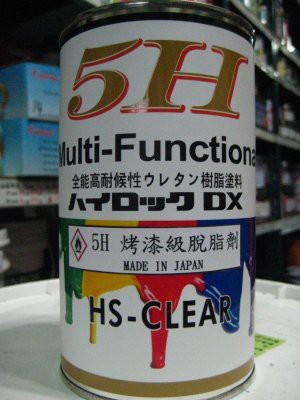 5H
Multi-Functional
全能高耐候性ウレタン樹脂塗料
ハイロック DX
5H 烤漆級脫脂劑
MADE IN JAPAN
HS-CLEAR